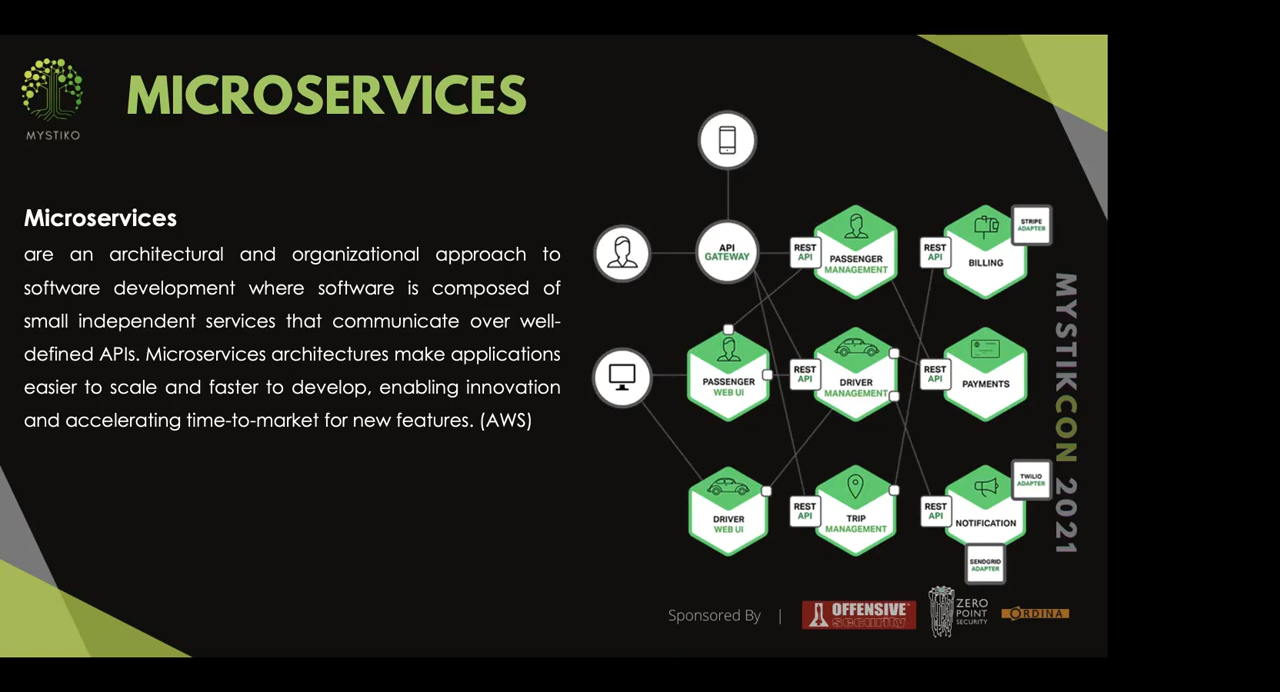 MYSTIKO
MICROSERVICES
Microservices
are an architectural and organizational approach to
software development where software is composed of
small independent services that communicate over well-
defined APIs. Microservices architectures make applications
easier to scale and faster to develop, enabling innovation
and accelerating time-to-market for new features. (AWS)
API
GATEWAY
REST
API
PASSENGER
MANAGEMENT
REST
API
BILLING
STRIPE
ADAPTER
PASSENGER
WEB UI
REST
API
DRIVER
MANAGEMENT
REST
API
PAYMENTS
DRIVER
WEB UI
REST
API
TRIP
MANAGEMENT
REST
API
NOTIFICATION
TWILIO
ADAPTER
SENDGRID
ADAPTER
MYSTIKCON 2021
Sponsored By |
OFFENSIVE
security
ZERO
POINT
SECURITY
ORDINA